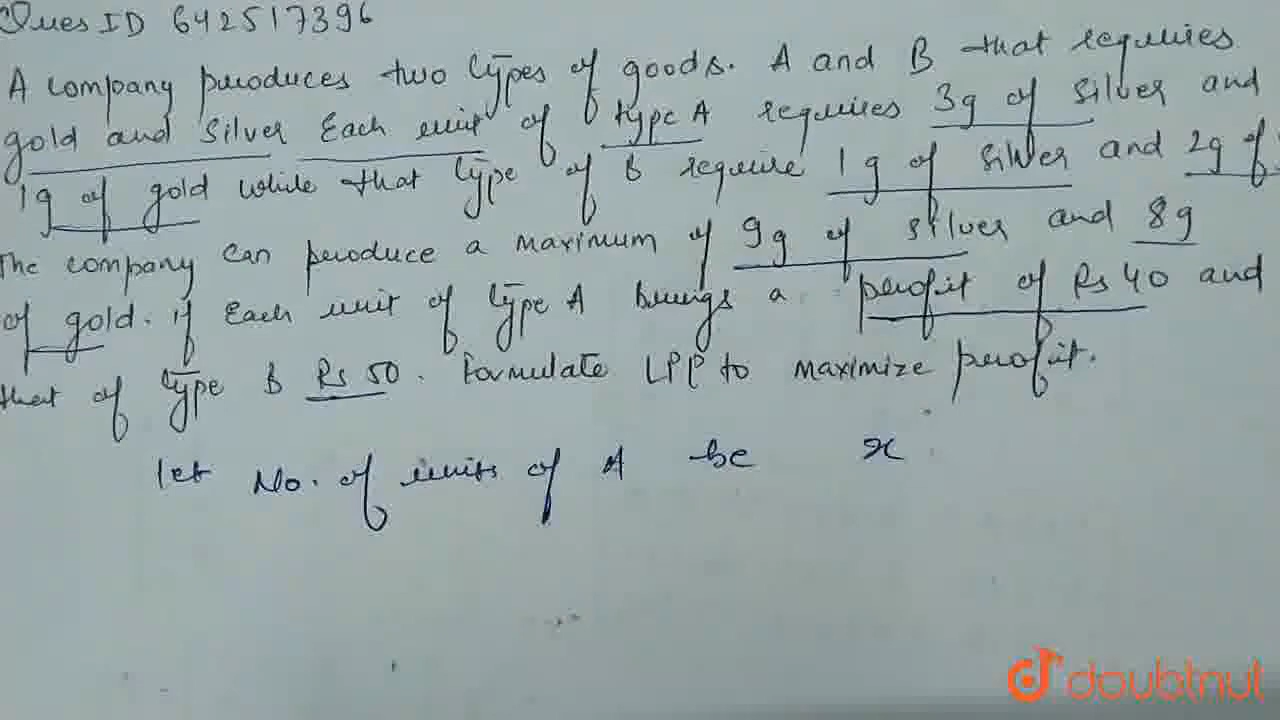 Ques ID 642517396
A company produces two types of goods. A and B that requires
gold and silver Each unit of type A requires 3g of silver and
1g of gold while that type of B require 1g of silver and 2g of
The company can produce a maximum of 9g of silver and 8g
of gold. if Each unit of type A brings a profit of Rs 40 and
that of type B Rs 50. Formulate LPP to maximize profit.
let No. of units of A be x
doubtnut